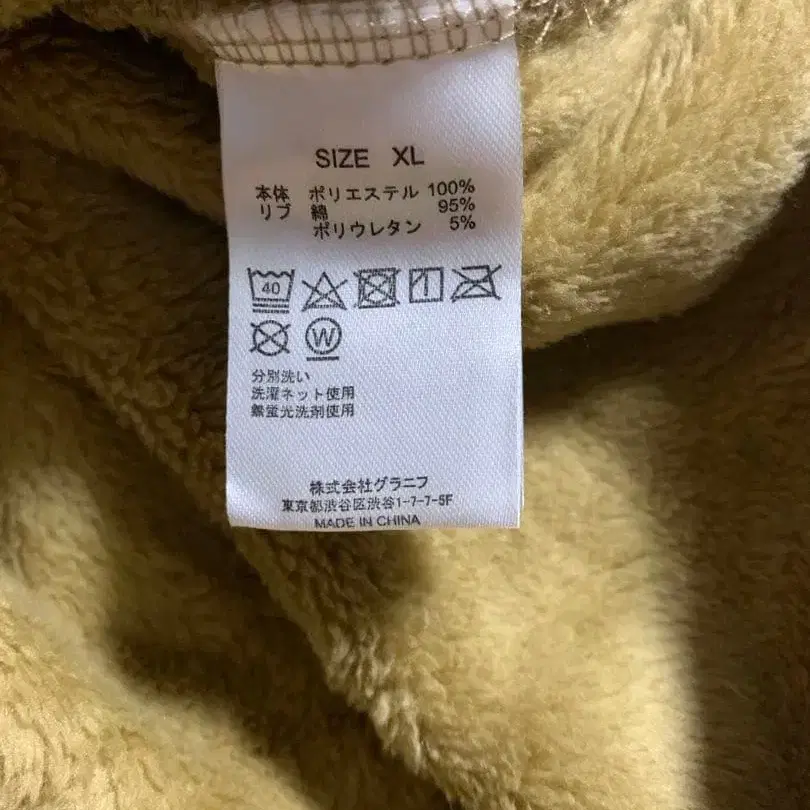 SIZE XL
本体 ポリエステル 100%
リブ 綿 95%
ポリウレタン 5%
40
W
分別洗い
洗濯ネット使用
無蛍光洗剤使用
株式会社グラニフ
東京都渋谷区渋谷1-7-7-5F
MADE IN CHINA